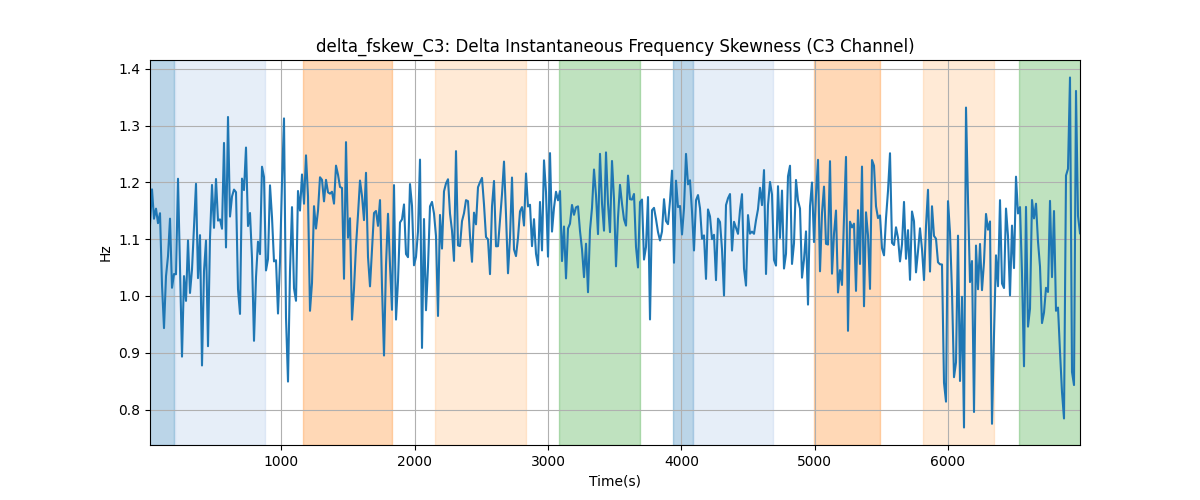 delta_fskew_C3: Delta Instantaneous Frequency Skewness (C3 Channel)
1.4
1.3
1.2
1.1
1.0
0.9
0.8
Hz
1000 2000 3000 4000 5000 6000
Time(s)